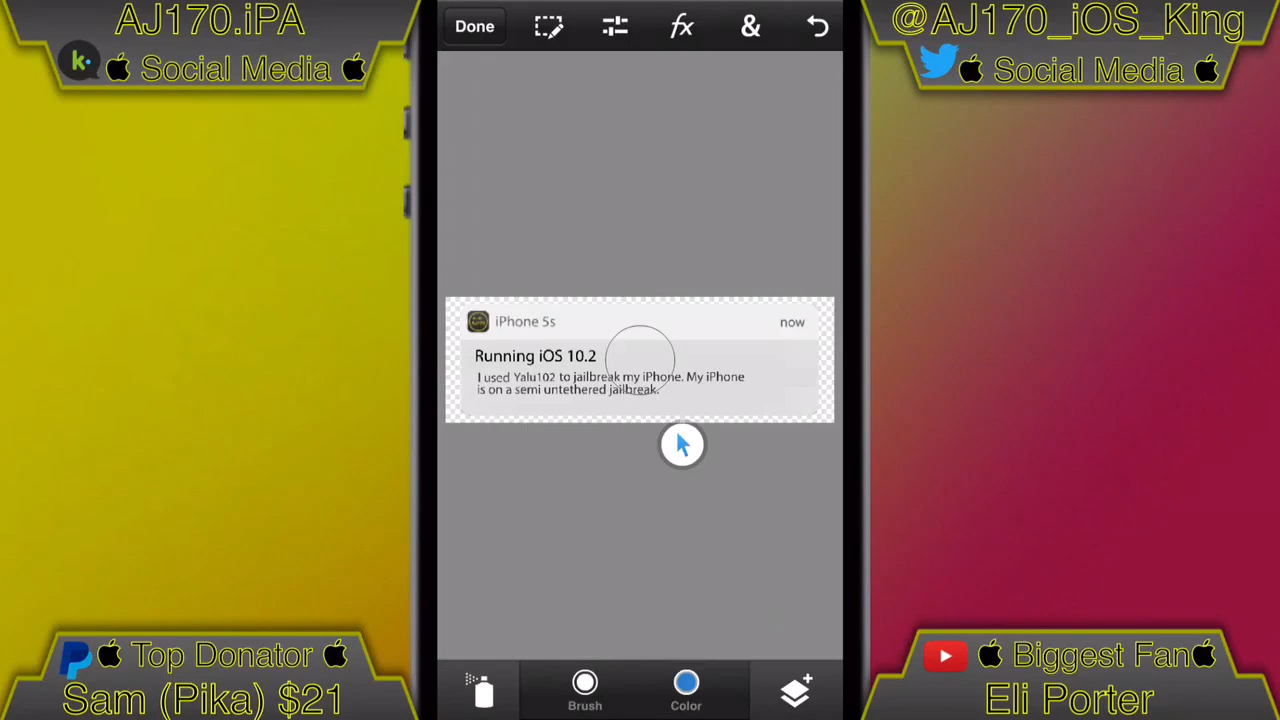 AJ170.iPA
Social Media
@AJ170_iOS_King
Social Media
Done
fx
&
iPhone 5s
now
Running iOS 10.2
I used Yalu102 to jailbreak my iPhone. My iPhone
is on a semi untethered jailbreak.
Brush
Color
Top Donator
Sam (Pika) $21
Biggest Fan
Eli Porter